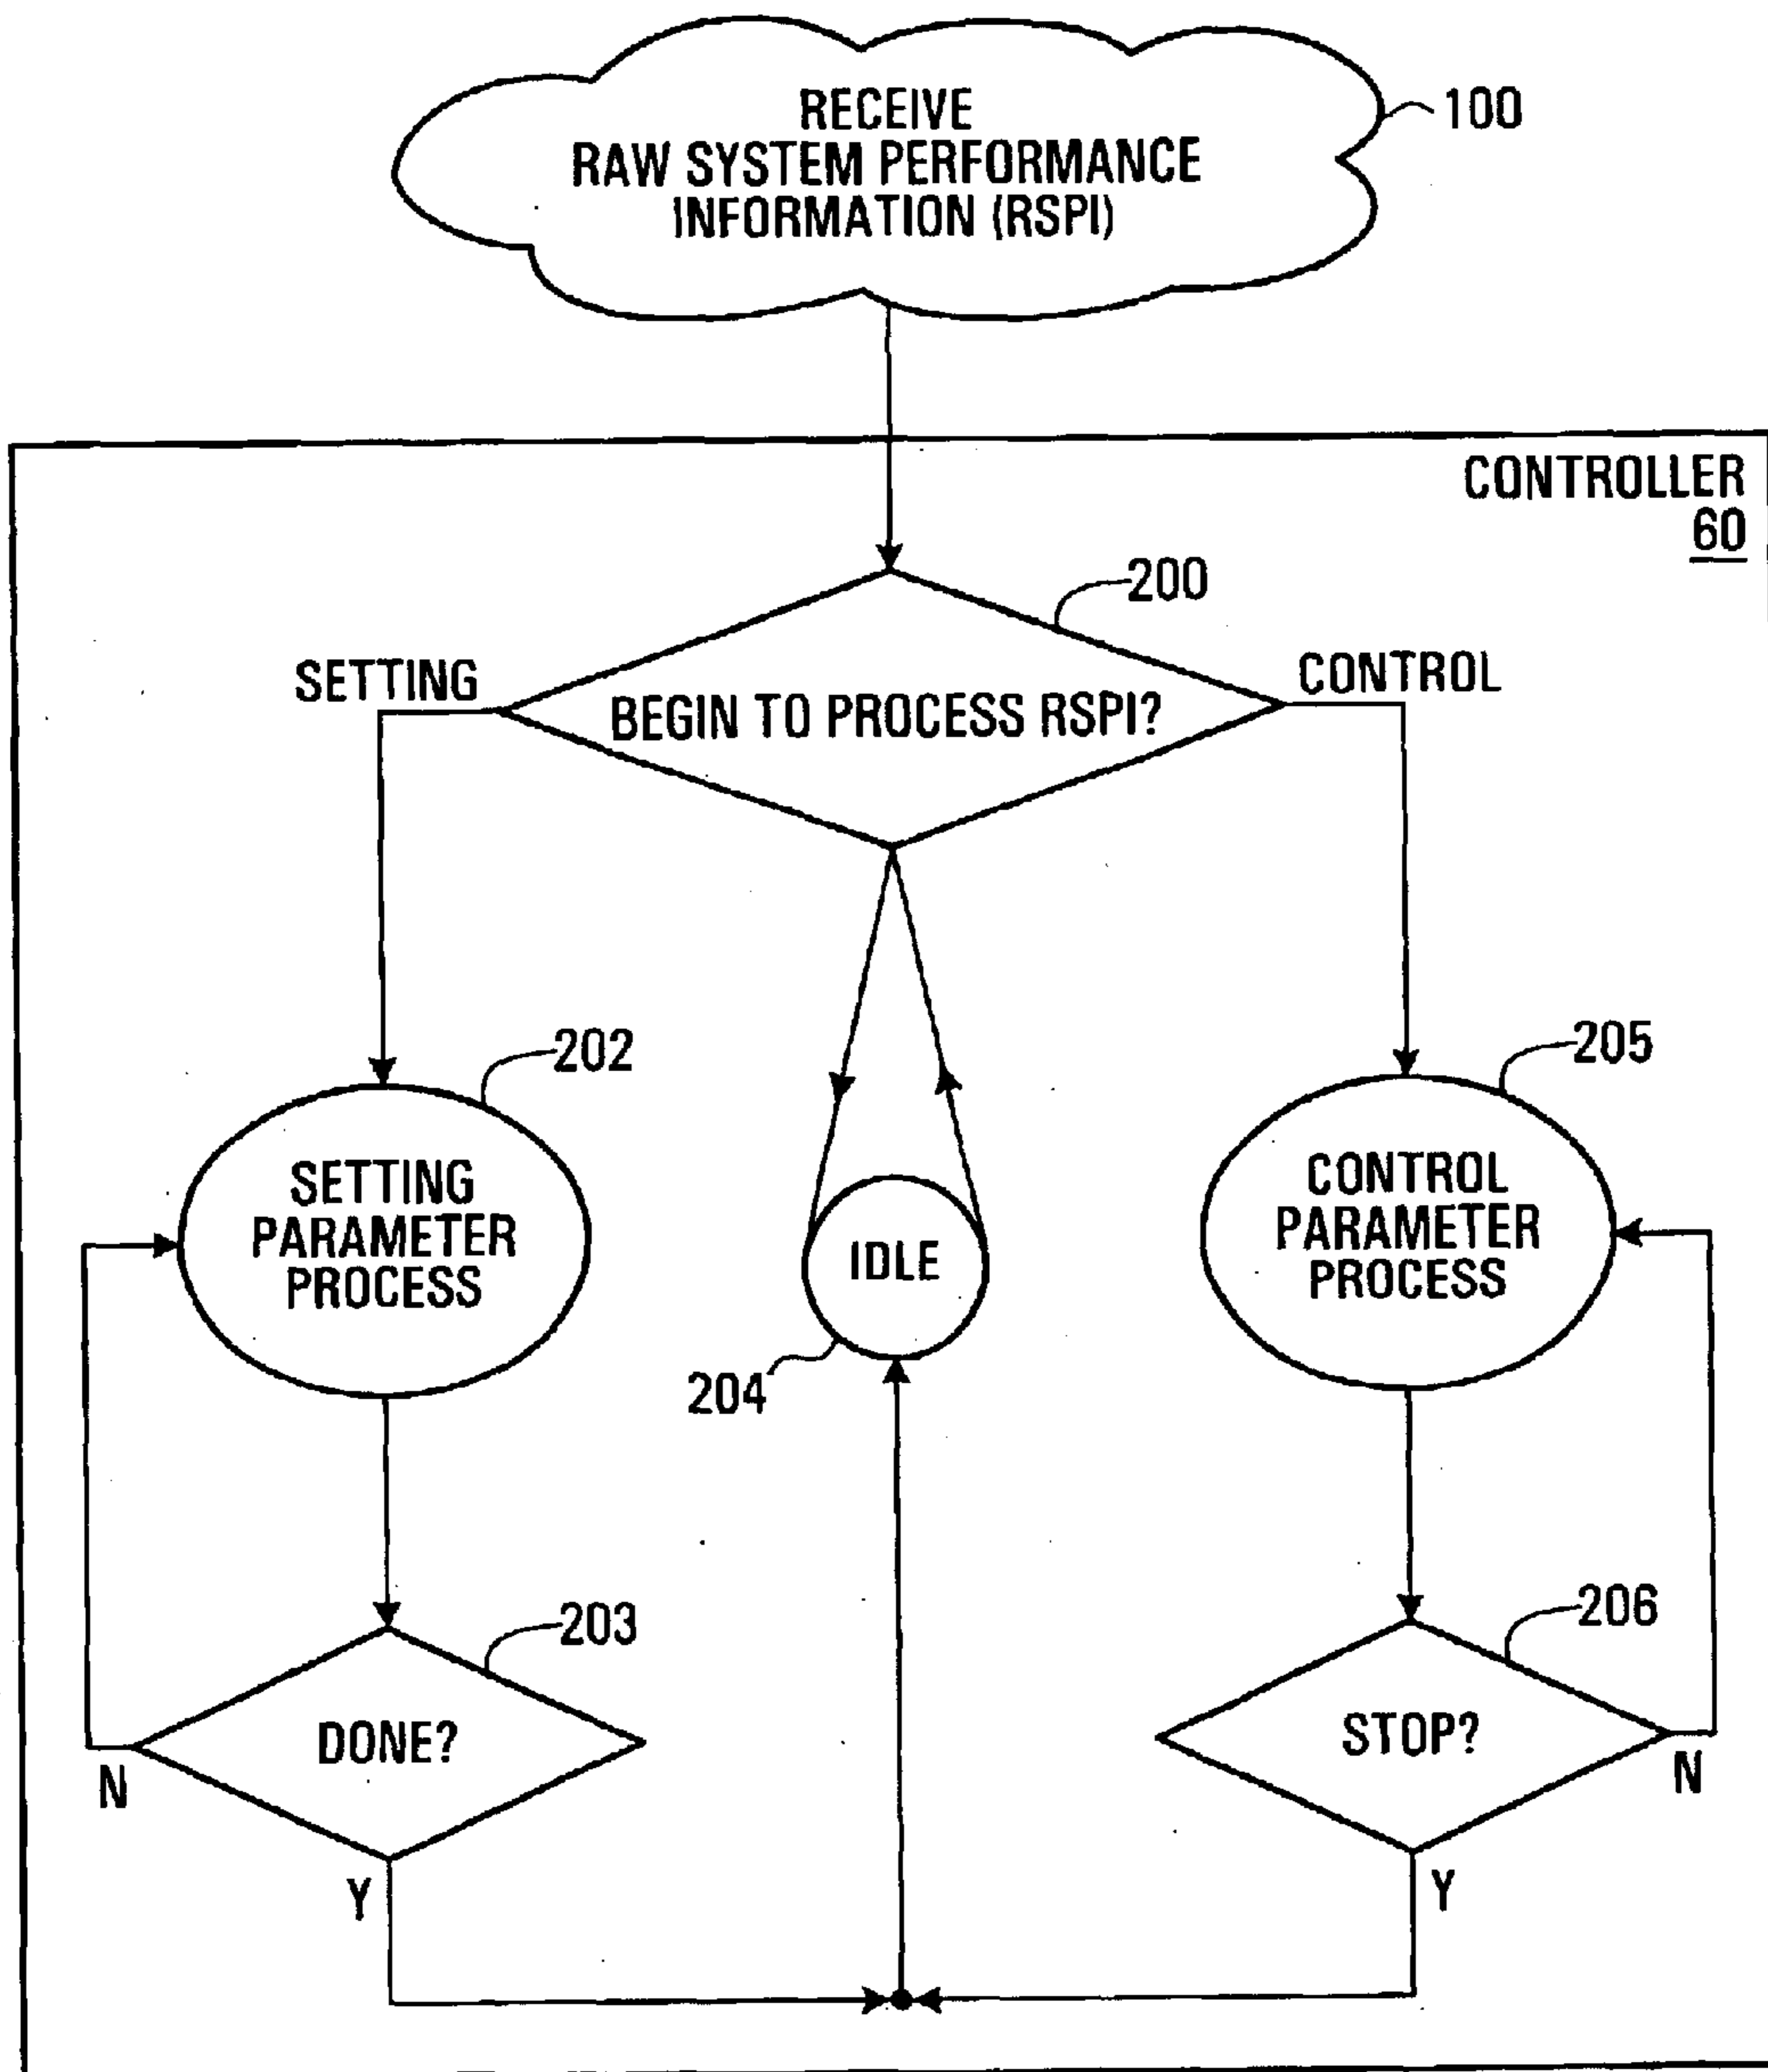 RECEIVE
RAW SYSTEM PERFORMANCE
INFORMATION (RSPI)
100
CONTROLLER
60
200
SETTING
CONTROL
BEGIN TO PROCESS RSPI?
202
205
SETTING
PARAMETER
PROCESS
IDLE
CONTROL
PARAMETER
PROCESS
204
203
206
DONE?
STOP?
N
N
Y
Y